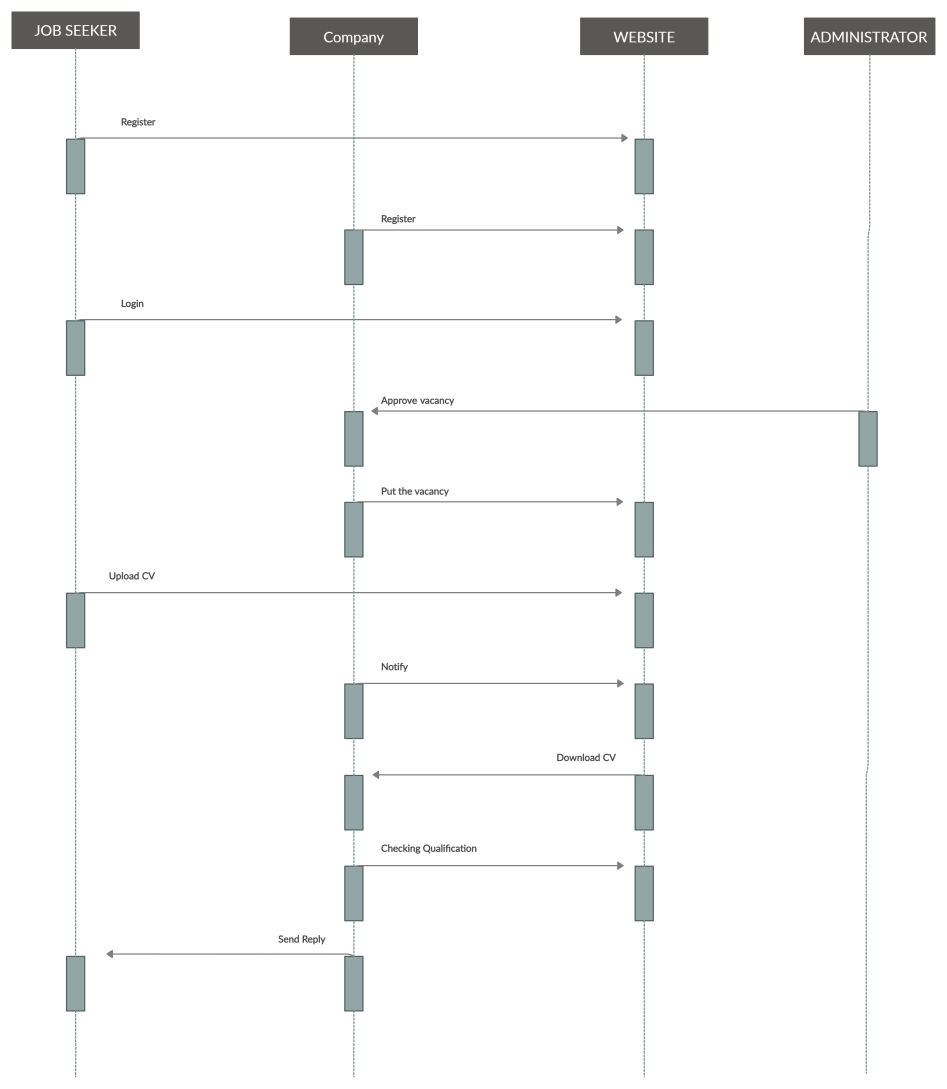 JOB SEEKER
Company
WEBSITE
ADMINISTRATOR
Register
Register
Login
Approve vacancy
Put the vacancy
Upload CV
Notify
Download CV
Checking Qualification
Send Reply